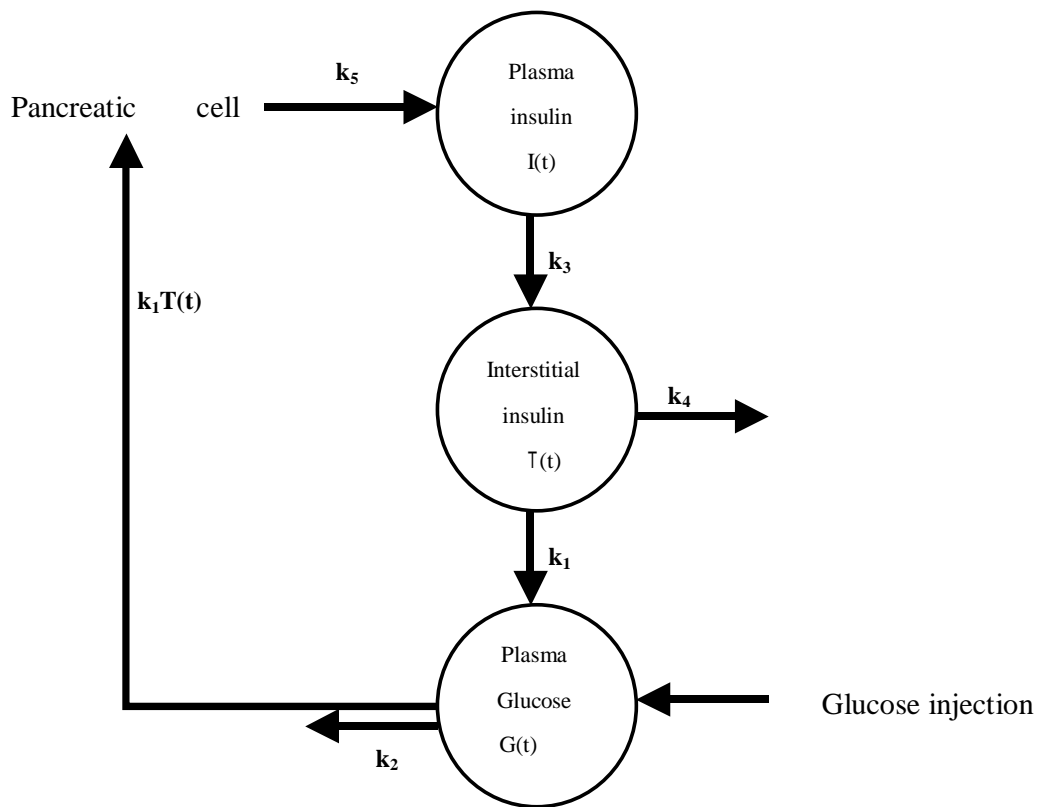 k₅
Plasma
insulin
I(t)
Pancreatic cell
k₃
k₁T(t)
Interstitial
insulin
T(t)
k₄
k₁
Plasma
Glucose
G(t)
Glucose injection
k₂